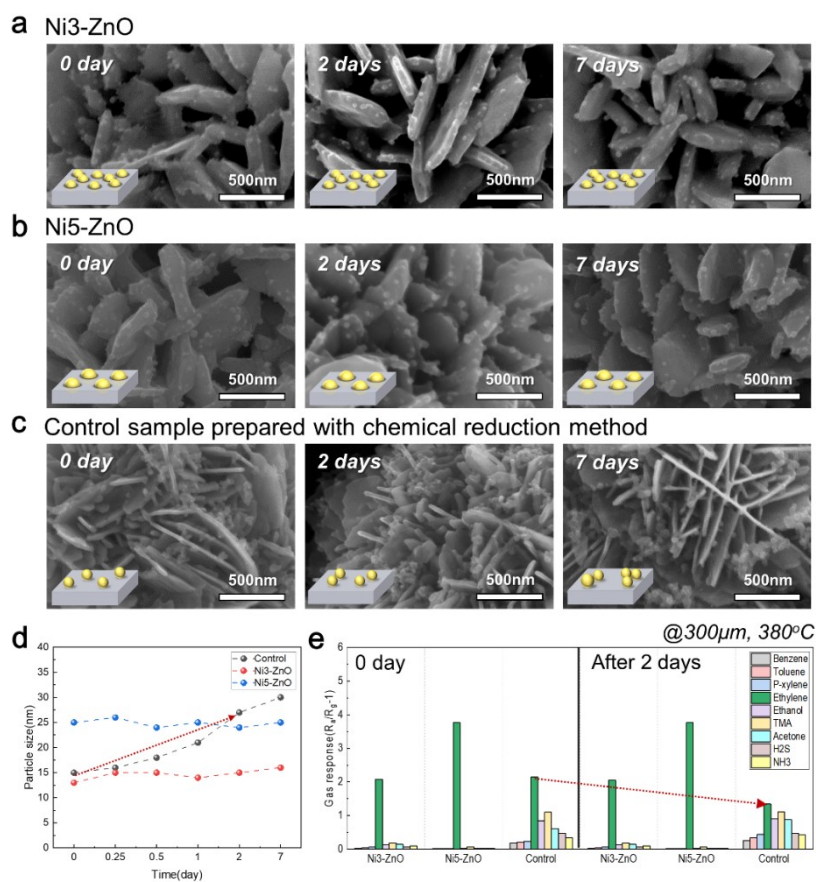 a Ni3-ZnO
0 day
2 days
7 days
500nm
500nm
500nm
b Ni5-ZnO
0 day
2 days
7 days
500nm
500nm
500nm
c Control sample prepared with chemical reduction method
0 day
2 days
7 days
500nm
500nm
500nm
d
40
35
30
25
20
15
10
5
0
Particle size(nm)
Control
Ni3-ZnO
Ni5-ZnO
0 0.25 0.5 1 2 7
Time(day)
e
@300μm, 380°C
6
5
4
3
2
1
0
Gas response(Ra/Rg-1)
0 day
After 2 days
Benzene
Toluene
P-xylene
Ethylene
Ethanol
TMA
Acetone
H2S
NH3
Ni3-ZnO Ni5-ZnO Control Ni3-ZnO Ni5-ZnO Control